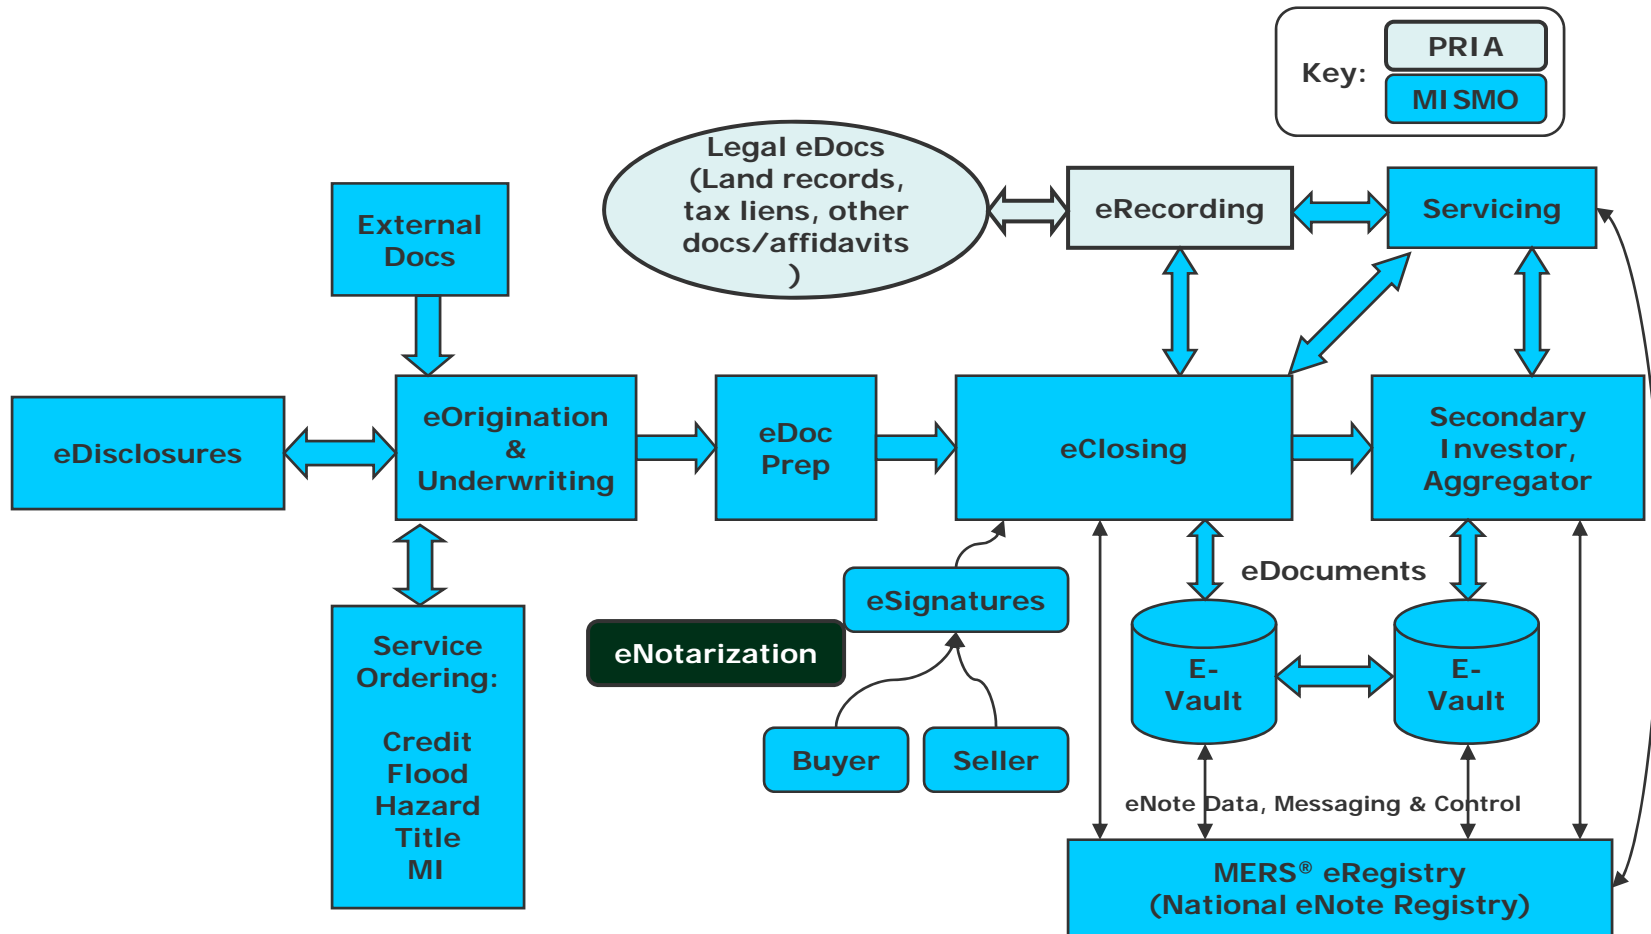 Key:
PRIA
MISMO
Legal eDocs
(Land records,
tax liens, other
docs/affidavits
)
eRecording
Servicing
External
Docs
eDisclosures
eOrigination
&
Underwriting
eDoc
Prep
eClosing
Secondary
Investor,
Aggregator
eDocuments
eSignatures
eNotarization
Service
Ordering:
Credit
Flood
Hazard
Title
MI
E-
Vault
E-
Vault
Buyer
Seller
eNote Data, Messaging & Control
MERS® eRegistry
(National eNote Registry)